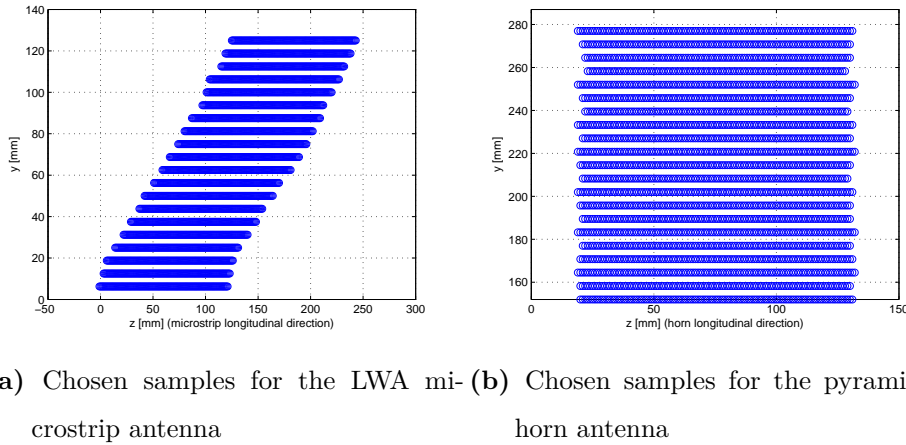 140
120
100
80
60
40
20
0
y [mm]
−50 0 50 100 150 200 250 300
z [mm] (microstrip longitudinal direction)
280
260
240
220
200
180
160
y [mm]
0 50 100 150
z [mm] (horn longitudinal direction)
a) Chosen samples for the LWA mi-
crostrip antenna
(b) Chosen samples for the pyrami
horn antenna